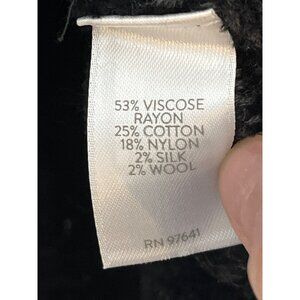 53% VISCOSE
RAYON
25% COTTON
18% NYLON
2% SILK
2% WOOL
RN 97641